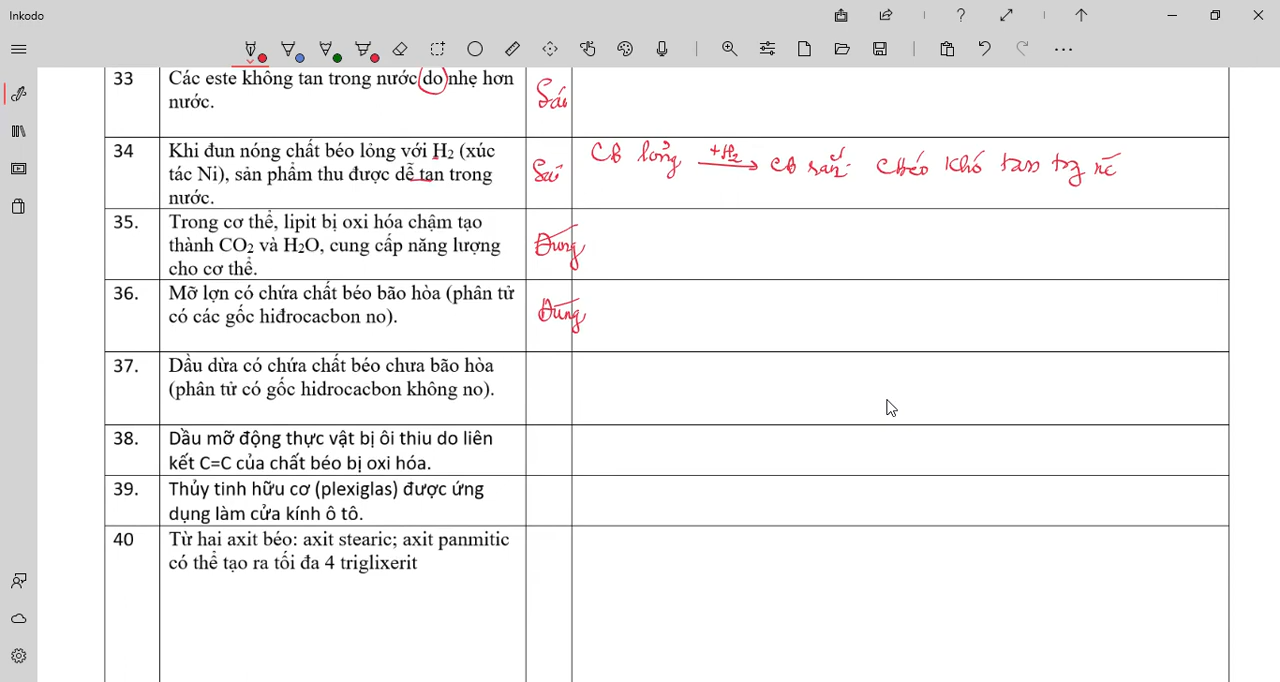 Inkodo
33 Các este không tan trong nước do nhẹ hơn
nước.
Sái
34 Khi đun nóng chất béo lỏng với H₂ (xúc
tác Ni), sản phẩm thu được dễ tan trong
nước.
Sai
CB lỏng +H₂ → CB rắn. Cbéo khó tan trg nc
35. Trong cơ thể, lipit bị oxi hóa chậm tạo
thành CO₂ và H₂O, cung cấp năng lượng
cho cơ thể.
Đúng
36. Mỡ lợn có chứa chất béo bão hòa (phân tử
có các gốc hiđrocacbon no).
Đúng
37. Dầu dừa có chứa chất béo chưa bão hòa
(phân tử có gốc hidrocacbon không no).
38. Dầu mỡ động thực vật bị ôi thiu do liên
kết C=C của chất béo bị oxi hóa.
39. Thủy tinh hữu cơ (plexiglas) được ứng
dụng làm cửa kính ô tô.
40 Từ hai axit béo: axit stearic; axit panmitic
có thể tạo ra tối đa 4 triglixerit